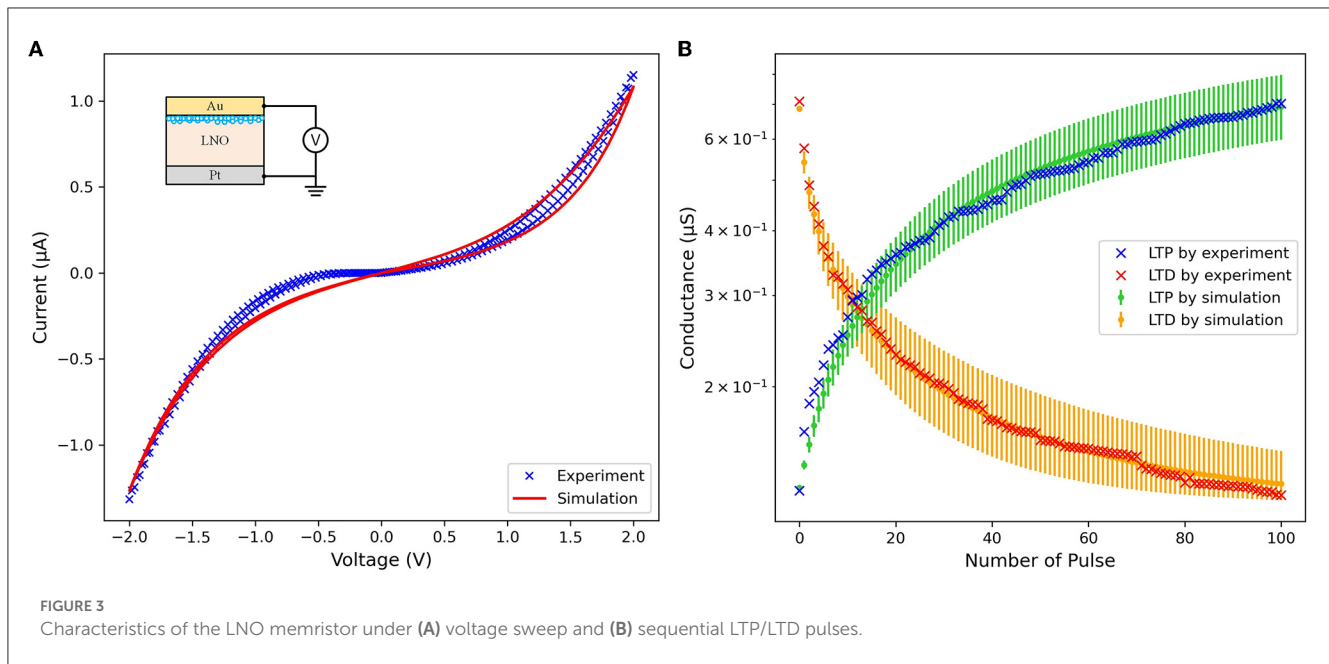 A
Current (μA)
1.0
0.5
0.0
−0.5
−1.0
Au
LNO
Pt
V
Experiment
Simulation
−2.0 −1.5 −1.0 −0.5 0.0 0.5 1.0 1.5 2.0
Voltage (V)
B
Conductance (μS)
6 × 10⁻¹
4 × 10⁻¹
3 × 10⁻¹
2 × 10⁻¹
LTP by experiment
LTD by experiment
LTP by simulation
LTD by simulation
0 20 40 60 80 100
Number of Pulse
FIGURE 3
Characteristics of the LNO memristor under (A) voltage sweep and (B) sequential LTP/LTD pulses.